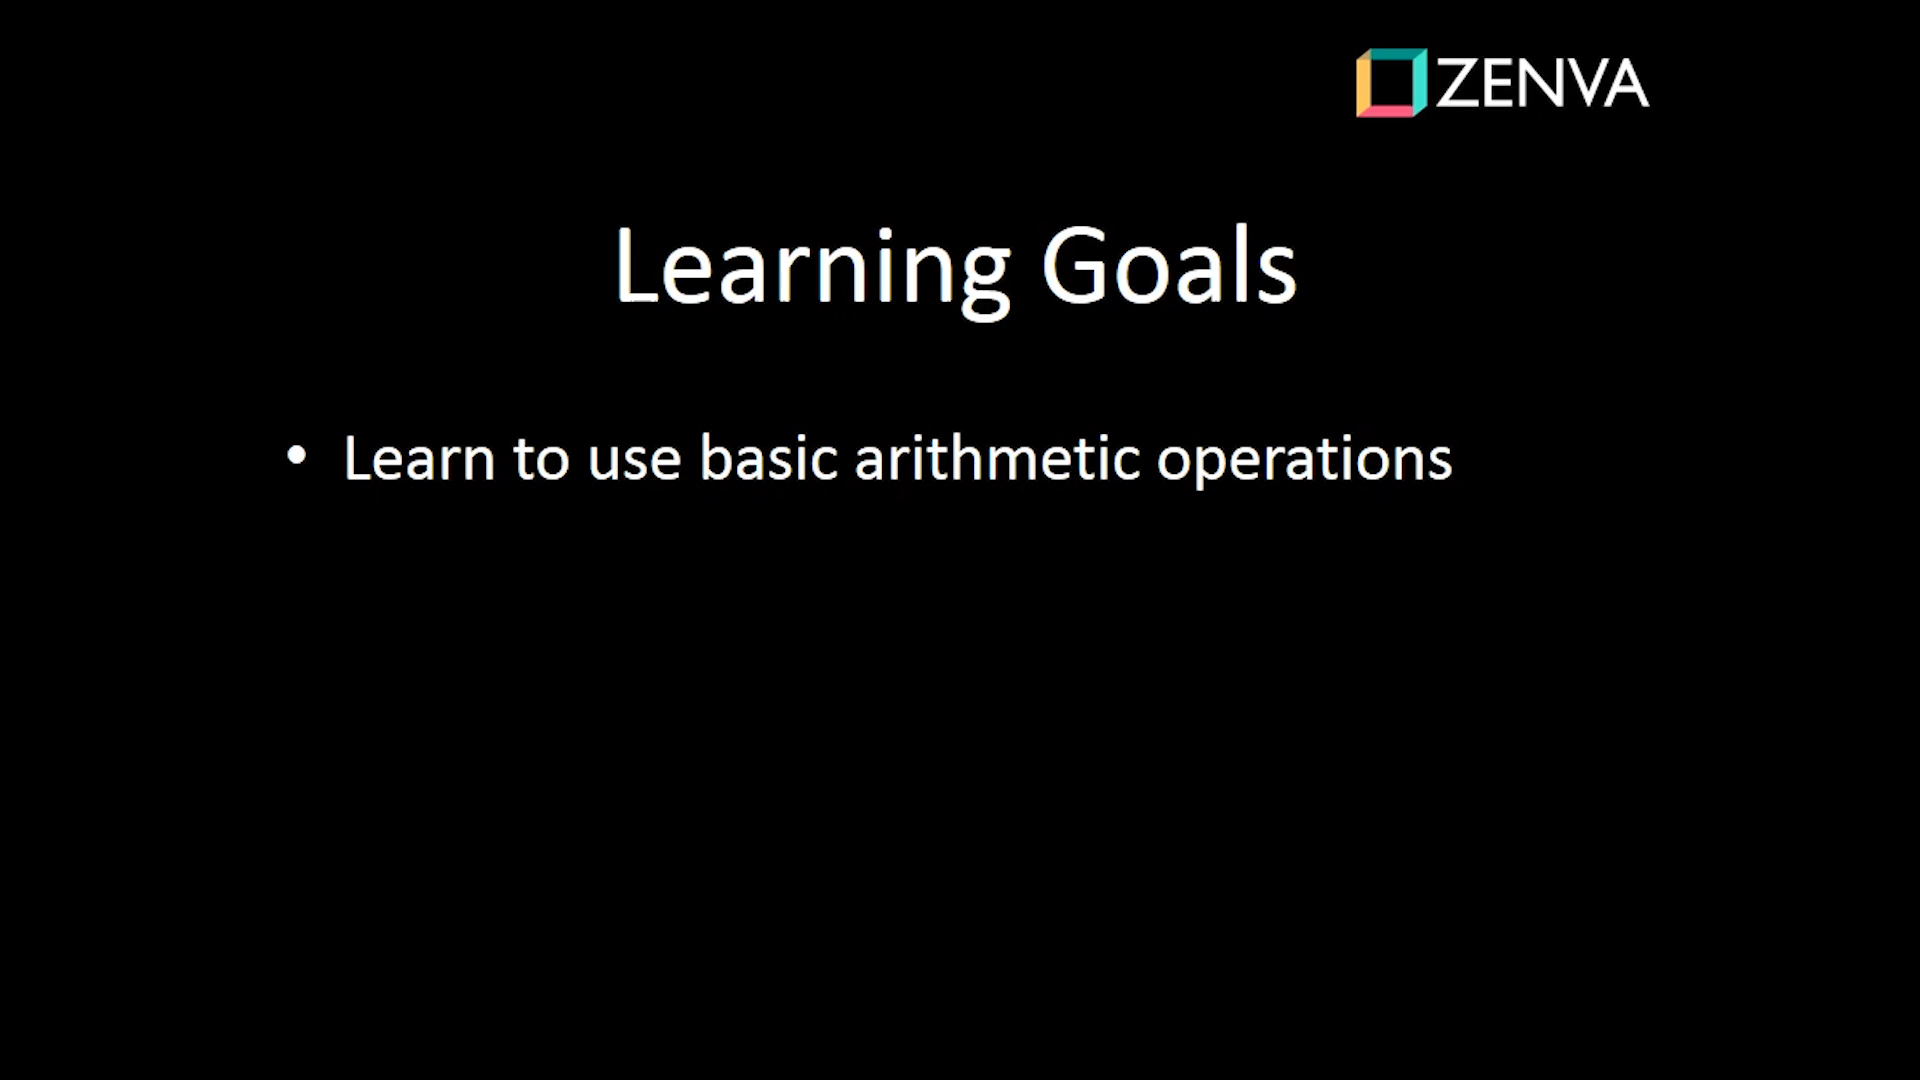 ZENVA
Learning Goals
• Learn to use basic arithmetic operations